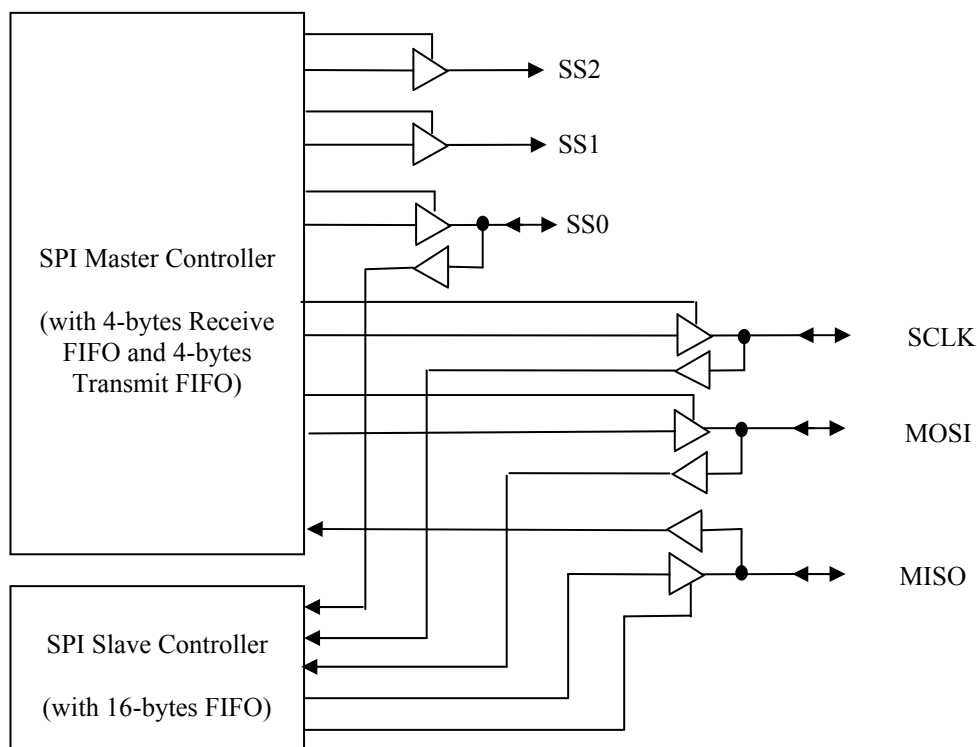 SS2
SS1
SS0
SPI Master Controller
(with 4-bytes Receive
FIFO and 4-bytes
Transmit FIFO)
SCLK
MOSI
MISO
SPI Slave Controller
(with 16-bytes FIFO)